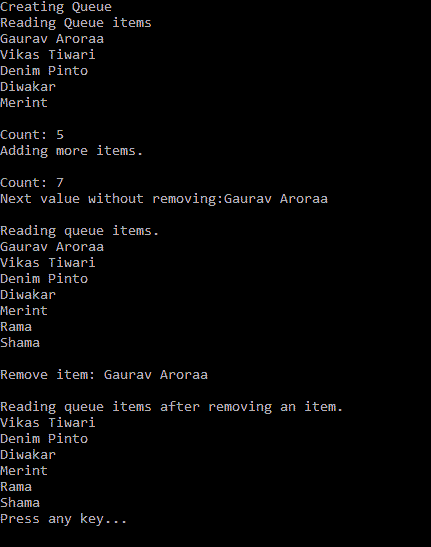 Creating Queue
Reading Queue items
Gaurav Aroraa
Vikas Tiwari
Denim Pinto
Diwakar
Merint
Count: 5
Adding more items.
Count: 7
Next value without removing:Gaurav Aroraa
Reading queue items.
Gaurav Aroraa
Vikas Tiwari
Denim Pinto
Diwakar
Merint
Rama
Shama
Remove item: Gaurav Aroraa
Reading queue items after removing an item.
Vikas Tiwari
Denim Pinto
Diwakar
Merint
Rama
Shama
Press any key...